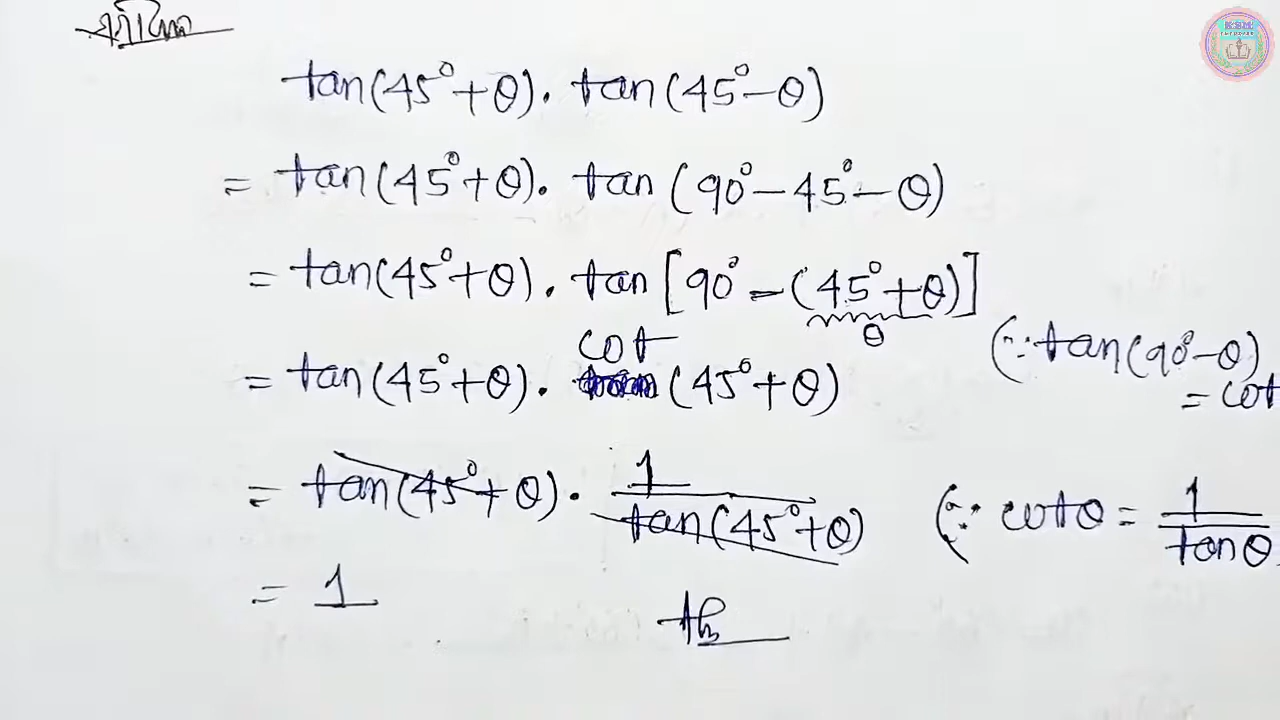 tan(45°+θ). tan(45°-θ)
= tan(45°+θ). tan (90°-45°-θ)
= tan(45°+θ). tan [90°-(45°+θ)]
θ
(∵ tan(90°-θ)
= cot
cot
= tan(45°+θ). (45°+θ)
= tan(45°+θ). 1/tan(45°+θ)
(∵ cotθ = 1/tanθ
= 1